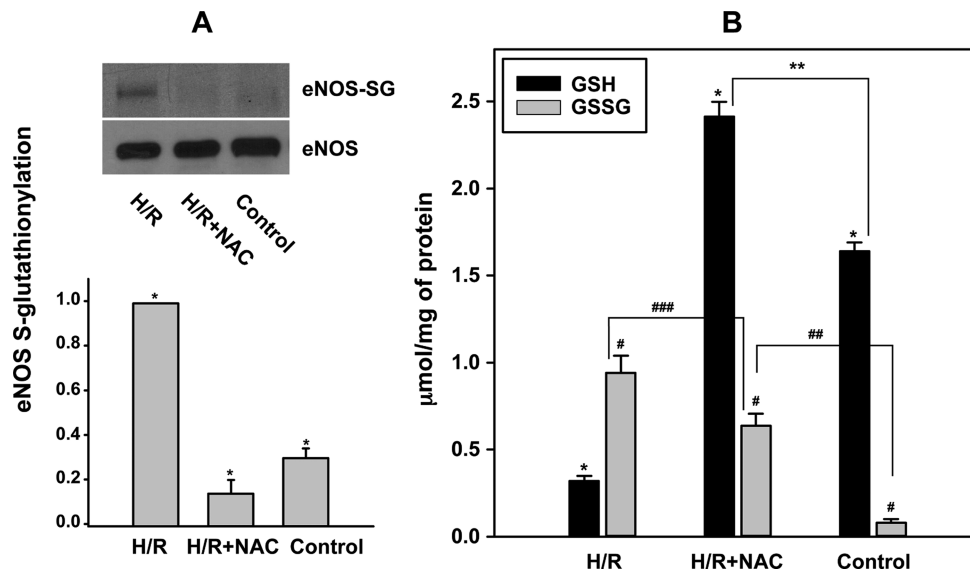 A
eNOS-SG
eNOS
H/R
H/R+NAC
Control
eNOS S-glutathionylation
1.0
0.8
0.4
0.2
0.0
*
*
*
H/R H/R+NAC Control
B
GSH
GSSG
µmol/mg of protein
2.5
2.0
1.5
1.0
0.5
0.0
**
*
*
###
#
##
#
*
#
H/R H/R+NAC Control